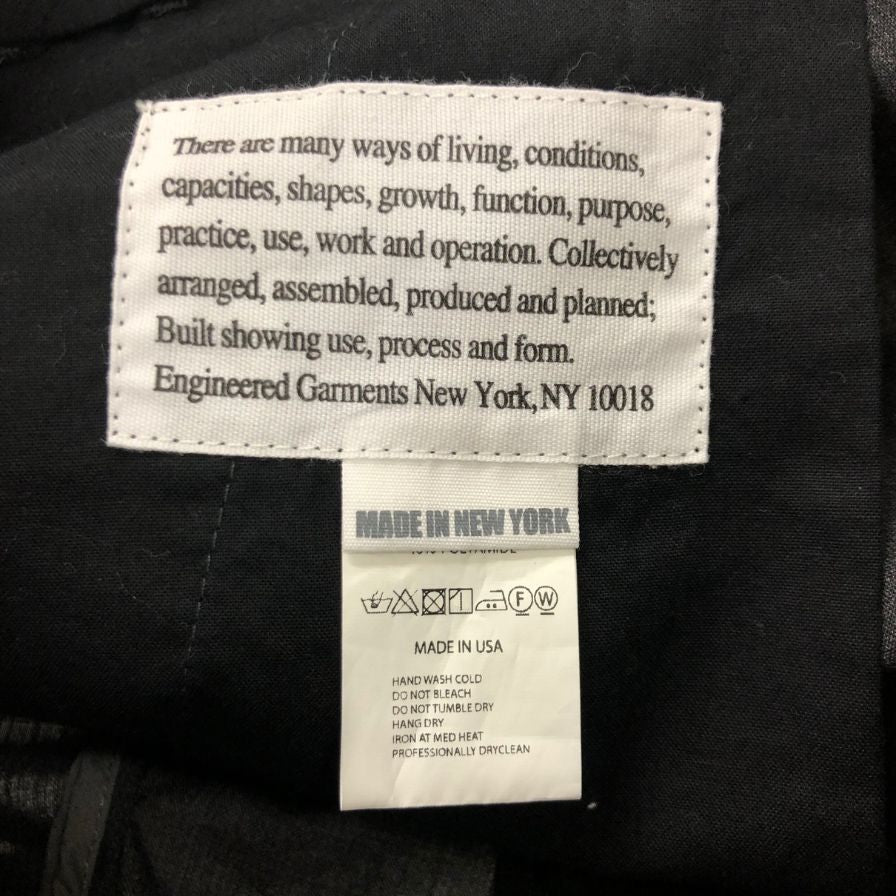 There are many ways of living, conditions,
capacities, shapes, growth, function, purpose,
practice, use, work and operation. Collectively
arranged, assembled, produced and planned;
Built showing use, process and form.
Engineered Garments New York, NY 10018
MADE IN NEW YORK
POLYAMIDE
F W
MADE IN USA
HAND WASH COLD
DO NOT BLEACH
DO NOT TUMBLE DRY
HANG DRY
IRON AT MED HEAT
PROFESSIONALLY DRYCLEAN